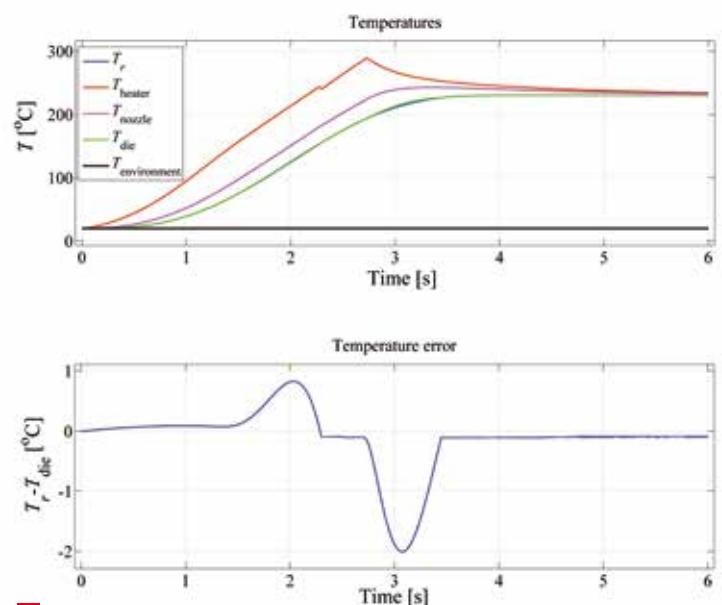 Temperatures
T [°C]
300
200
100
0
T_r
T_heater
T_nozzle
T_die
T_environment
0 1 2 3 4 5 6
Time [s]
Temperature error
T_r-T_die [°C]
1
0
-1
-2
0 1 2 3 4 5 6
Time [s]